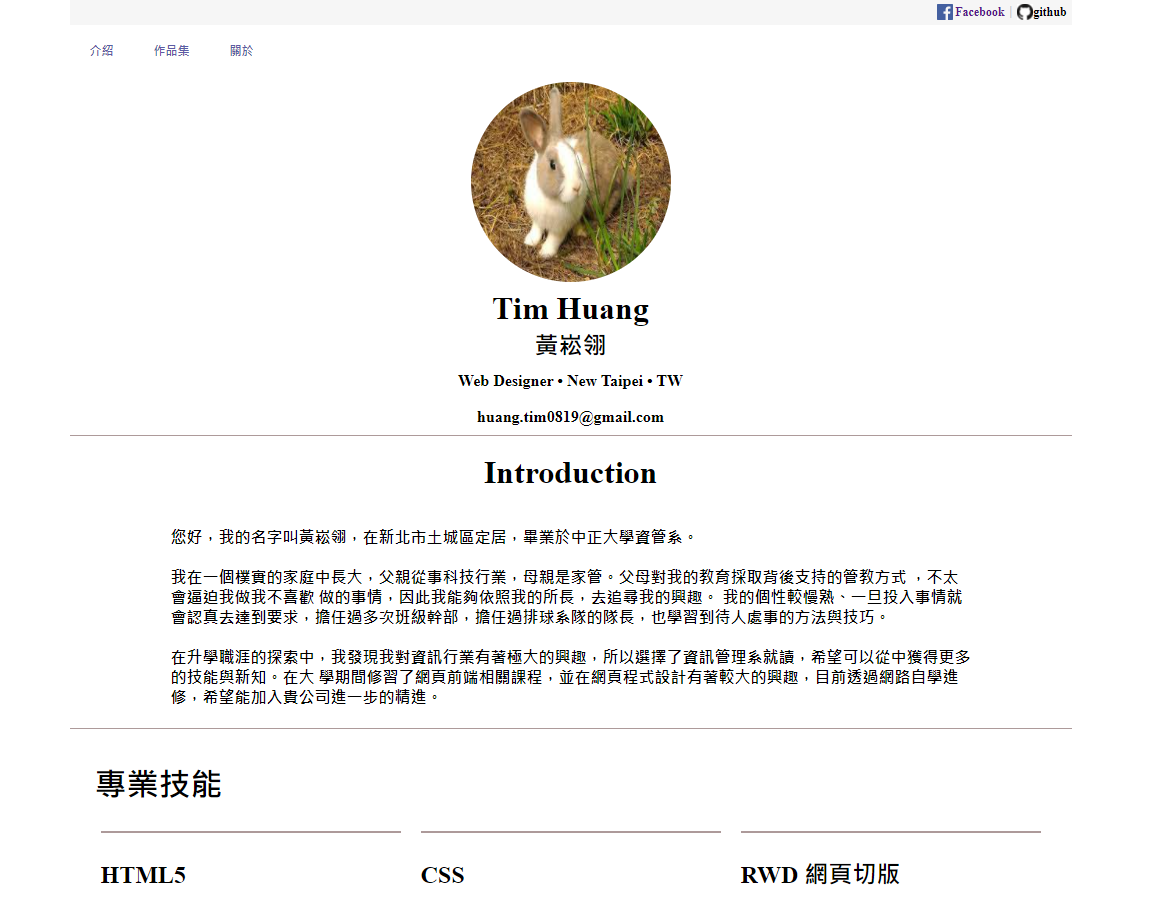 Facebook | github
介紹 作品集 關於
Tim Huang
黃崧翎
Web Designer • New Taipei • TW
huang.tim0819@gmail.com
Introduction
您好，我的名字叫黃崧翎，在新北市土城區定居，畢業於中正大學資管系。
我在一個樸實的家庭中長大，父親從事科技行業，母親是家管。父母對我的教育採取背後支持的管教方式 ，不太
會逼迫我做我不喜歡 做的事情，因此我能夠依照我的所長，去追尋我的興趣。 我的個性較慢熟、一旦投入事情就
會認真去達到要求，擔任過多次班級幹部，擔任過排球系隊的隊長，也學習到待人處事的方法與技巧。
在升學職涯的探索中，我發現我對資訊行業有著極大的興趣，所以選擇了資訊管理系就讀，希望可以從中獲得更多
的技能與新知。在大 學期間修習了網頁前端相關課程，並在網頁程式設計有著較大的興趣，目前透過網路自學進
修，希望能加入貴公司進一步的精進。
專業技能
HTML5 CSS RWD 網頁切版